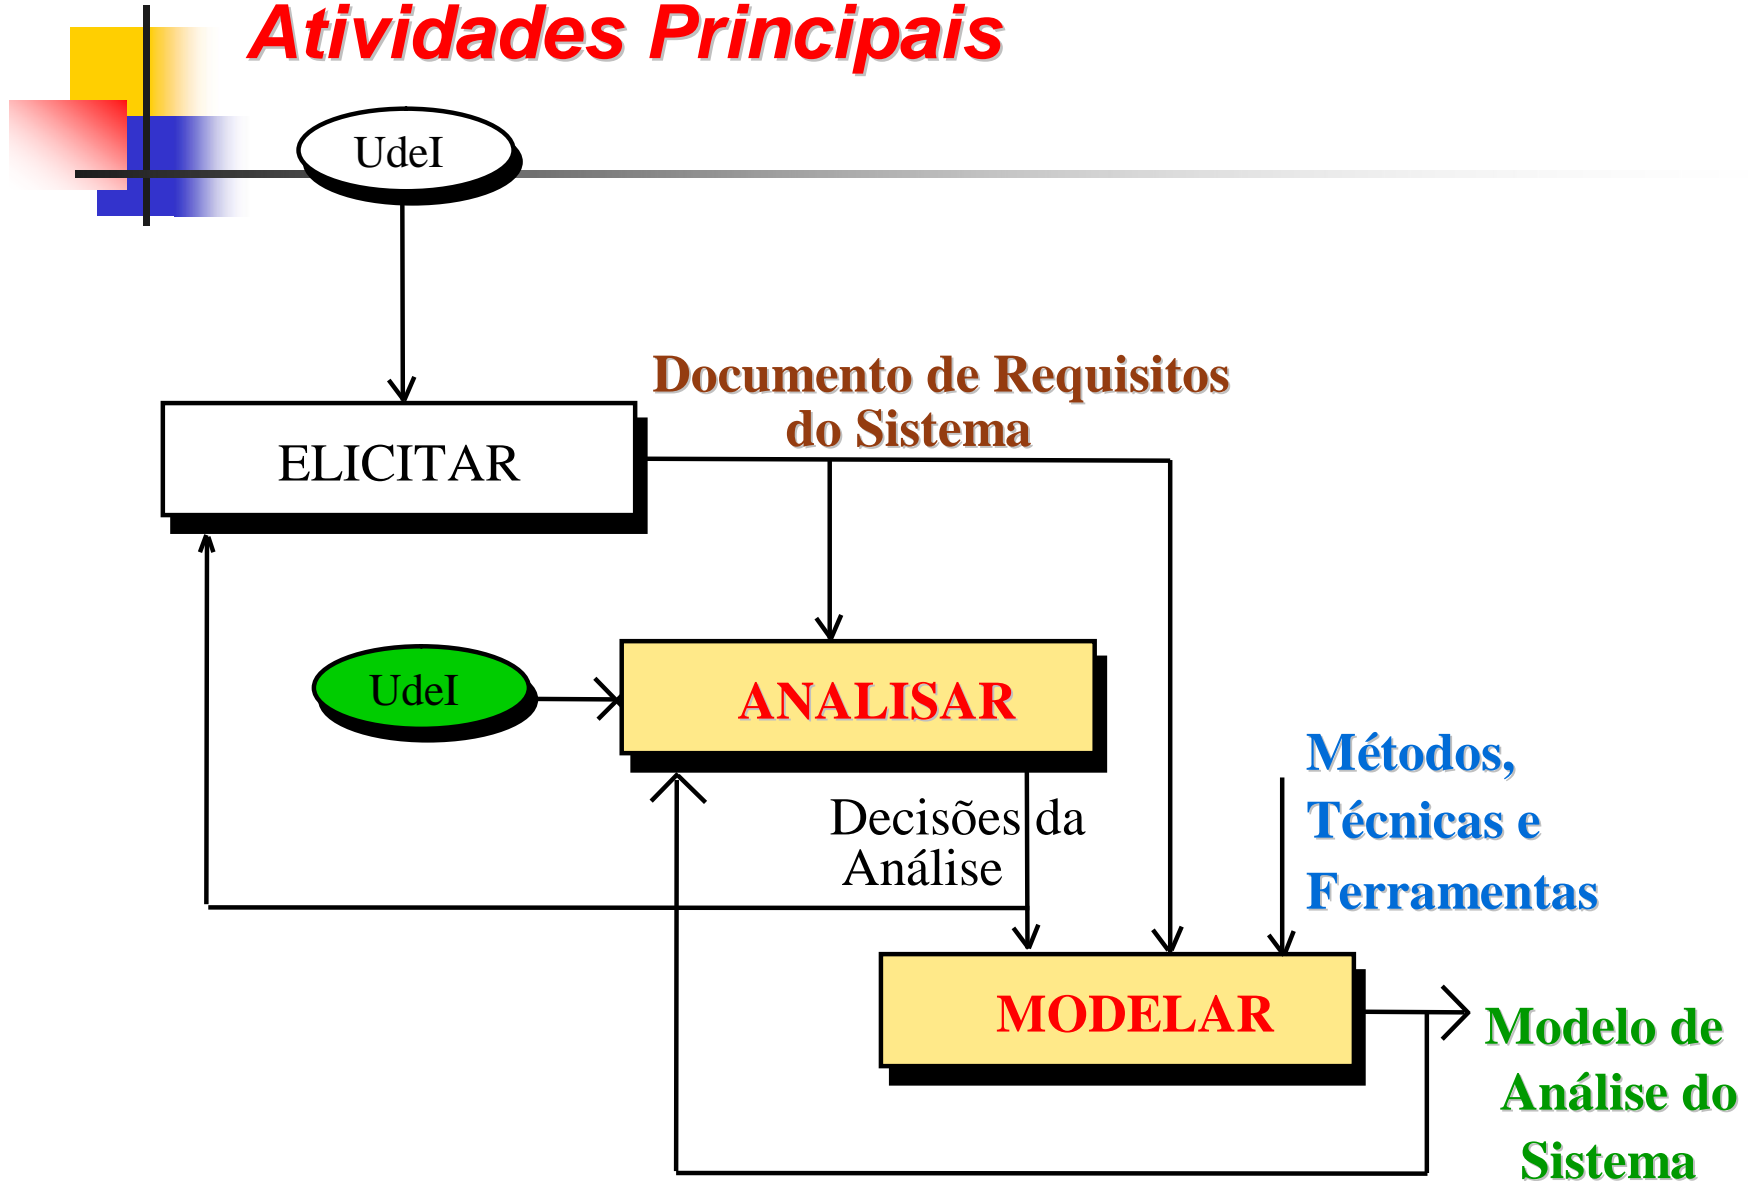 Atividades Principais
UdeI
Documento de Requisitos
do Sistema
ELICITAR
UdeI
ANALISAR
Decisões da
Análise
Métodos,
Técnicas e
Ferramentas
MODELAR
Modelo de
Análise do
Sistema